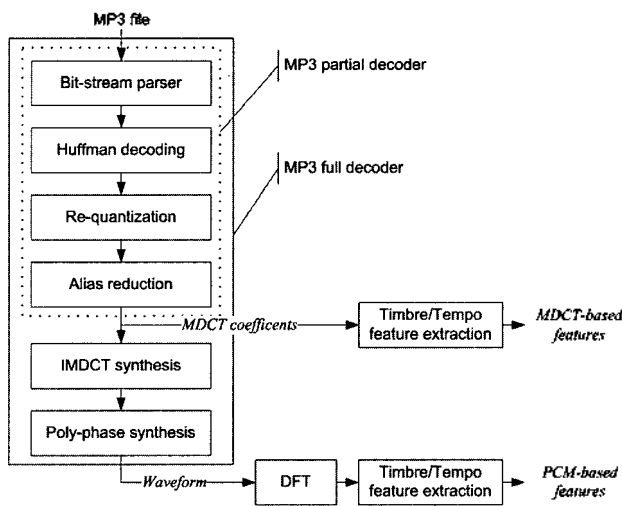 MP3 file
Bit-stream parser
MP3 partial decoder
Huffman decoding
MP3 full decoder
Re-quantization
Alias reduction
MDCT coefficents
Timbre/Tempo
feature extraction
MDCT-based
features
IMDCT synthesis
Poly-phase synthesis
Waveform
DFT
Timbre/Tempo
feature extraction
PCM-based
features